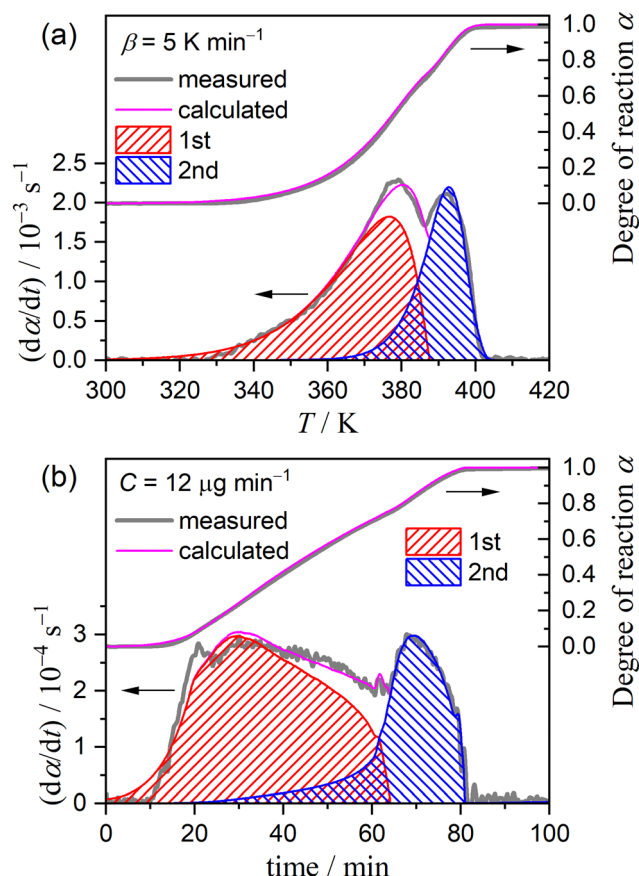 (a)
β = 5 K min⁻¹
measured
calculated
1st
2nd
2.5
2.0
1.5
1.0
0.5
0.0
(dα/dt) / 10⁻³ s⁻¹
1.0
0.8
0.6
0.4
0.2
0.0
Degree of reaction α
300 320 340 360 380 400 420
T / K
(b)
C = 12 μg min⁻¹
measured
calculated
1st
2nd
3
2
1
0
(dα/dt) / 10⁻⁴ s⁻¹
1.0
0.8
0.6
0.4
0.2
0.0
Degree of reaction α
0 20 40 60 80 100
time / min